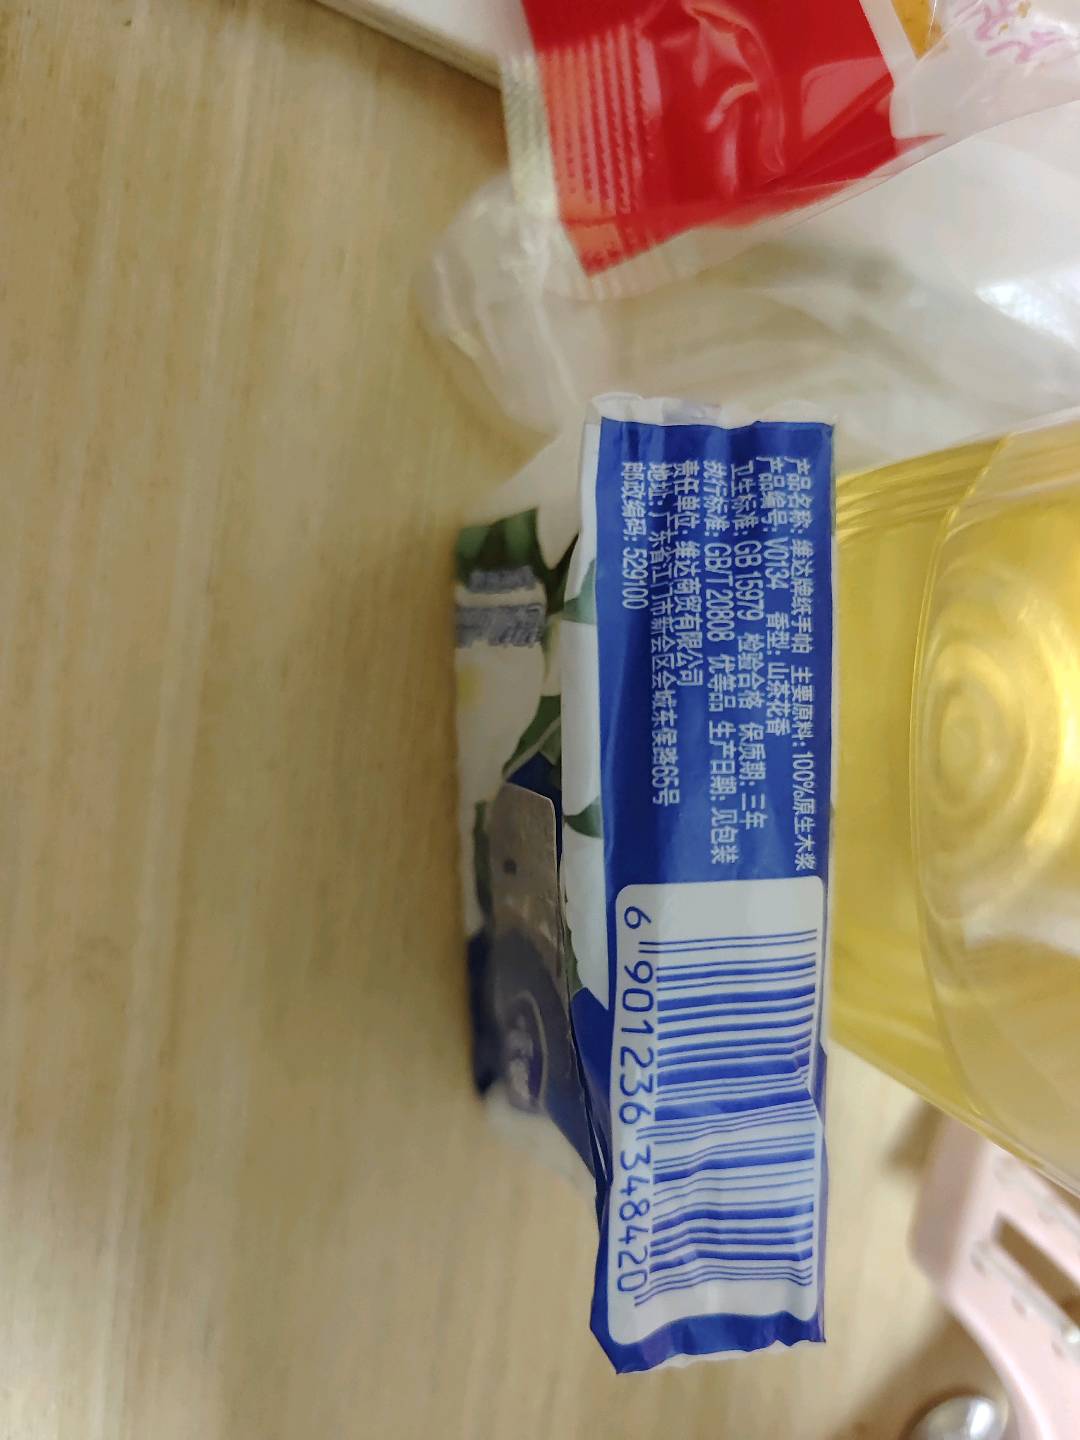 产品名称: 维达牌纸手帕 主要原料: 100%原生木浆
产品编号: V0134 香型: 山茶花香
卫生标准: GB 15979 检验合格 保质期: 三年
执行标准: GB/T 20808 优等品 生产日期: 见包装
责任单位: 维达商贸有限公司
地址: 广东省江门市新会区会城东侯路65号
邮政编码: 529100
6 901236 348420